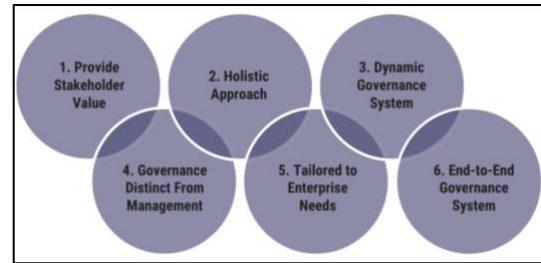 1. Provide
Stakeholder
Value
2. Holistic
Approach
3. Dynamic
Governance
System
4. Governance
Distinct From
Management
5. Tailored to
Enterprise
Needs
6. End-to-End
Governance
System